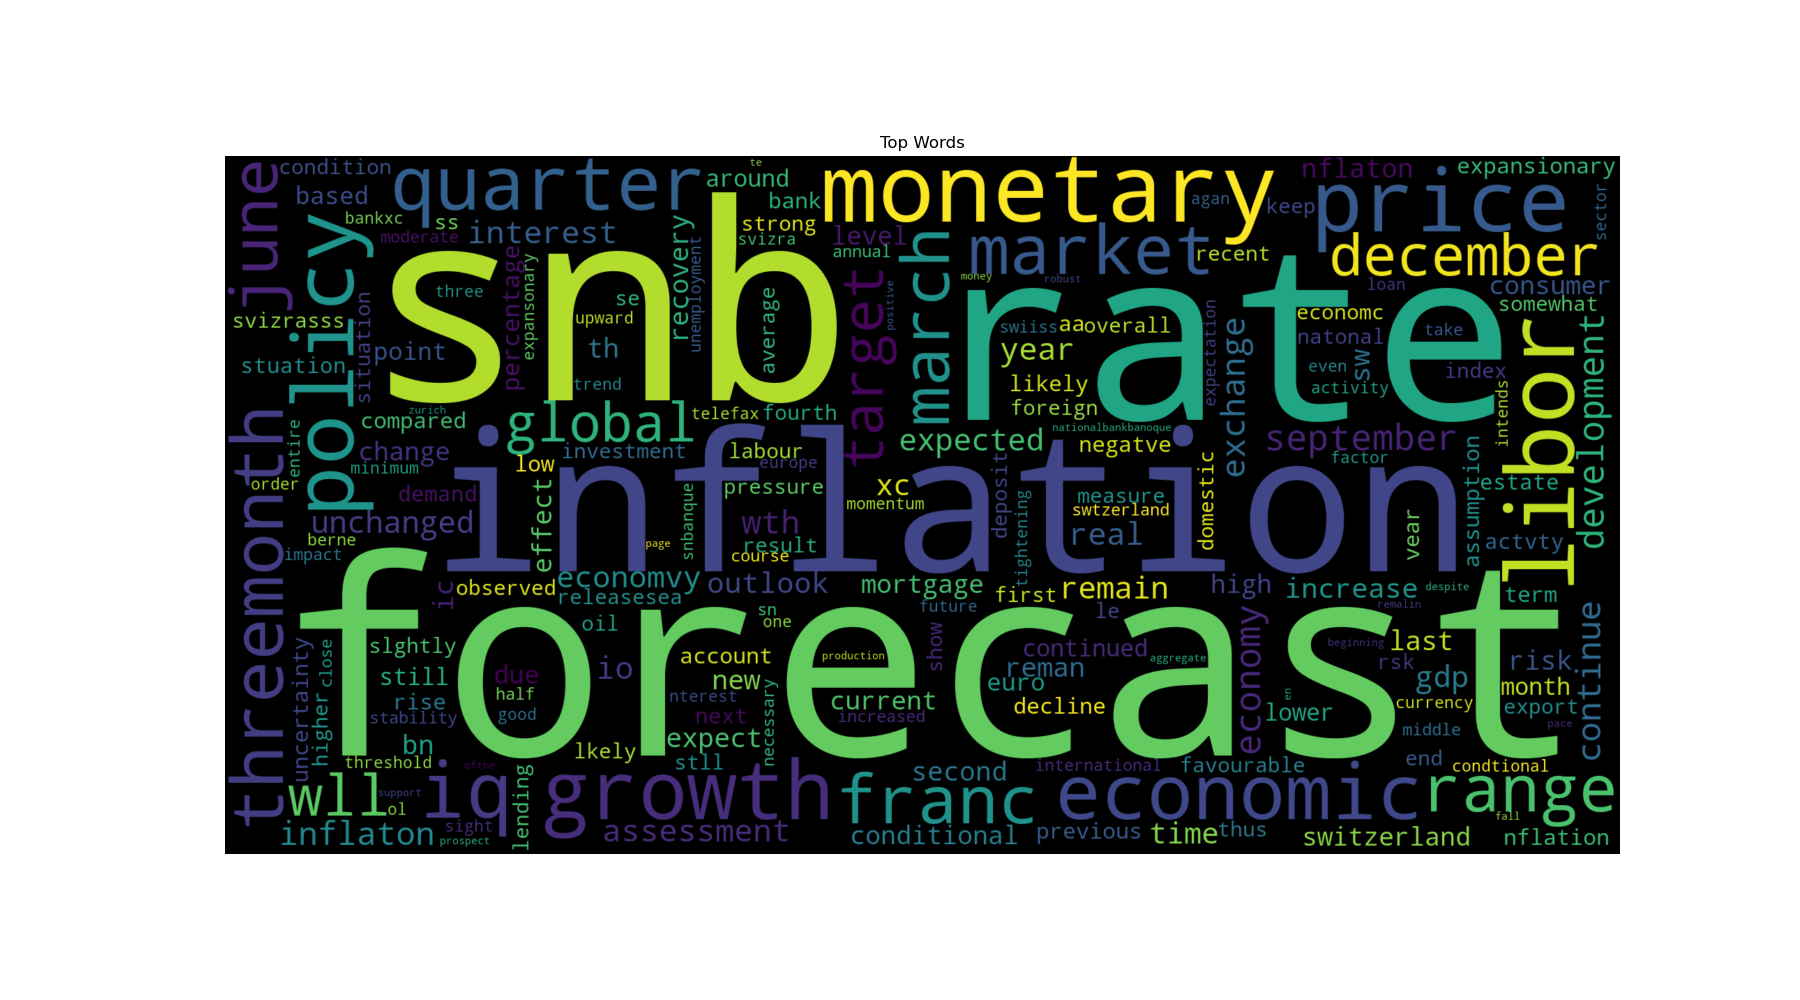 Top Words
te
condition
quarter
around
monetary
nflaton
expansionary
june
based
bank
agan
keep
price
sector
bankxc
ss
interest
strong
moderate
svizra
level
market
recent
december
policy
percentage
expansonary
recovery
unemployment
annual
march
money
robust
loan
consumer
snb
three
se
average
target
positive
rate
somewhat
svizrasss
situation
upward
swiiss
aa
overall
economc
expectation
exchange
natonal
sw
take
libor
development
stuation
point
th
year
even
index
trend
likely
activity
intends
zurich
compared
global
telefax
fourth
foreign
nationalbankbanoque
threemonth
entire
change
investment
labour
expected
negatve
september
factor
minimum
low
europe
inflation
domestic
assumption
order
demand
effect
snbanque
pressure
xc
momentum
deposit
tightening
measure
swtzerland
estate
unchanged
wth
real
year
berne
page
result
actvty
impact
course
ic
observed
economvy
releasesea
outlook
mortgage
first
remain
high
increase
despite
term
sn
one
future
le
remalin
forecast
oil
show
economy
continue
uncertainty
close
slghtly
account
production
continued
aggregate
beginning
last
higher
still
due
io
new
reman
rsk
gdp
risk
half
nterest
euro
en
month
rise
current
decline
lower
currency
export
stability
good
next
increased
middle
pace
bn
lkely
expect
necessary
threshold
ofthe
stll
second
international
favourable
end
condtional
wll
support
iq
lending
growth
franc
economic
range
ol
fall
inflaton
sight
prospect
assessment
conditional
previous
time
thus
switzerland
nflation